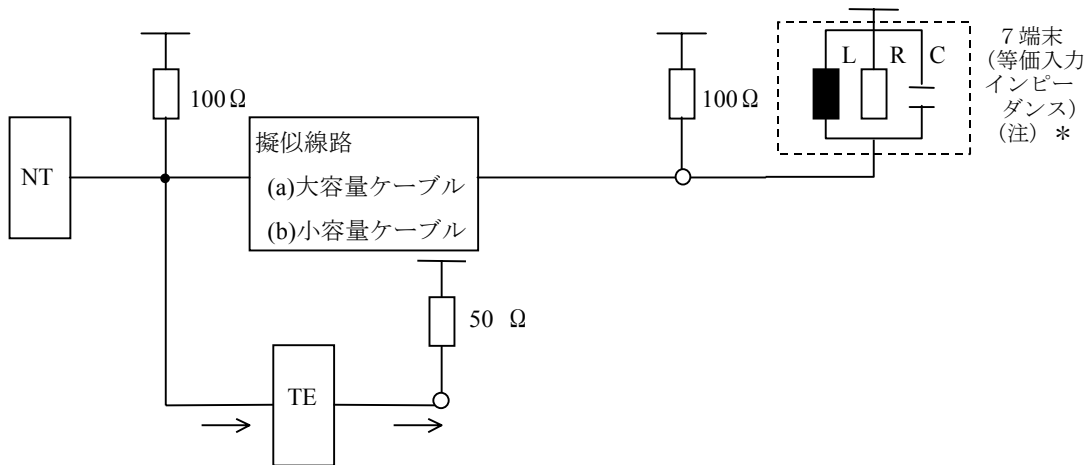 NT
100Ω
擬似線路
(a)大容量ケーブル
(b)小容量ケーブル
100Ω
L R C
7端末
(等価入力
インピー
ダンス)
(注) *
50 Ω
TE